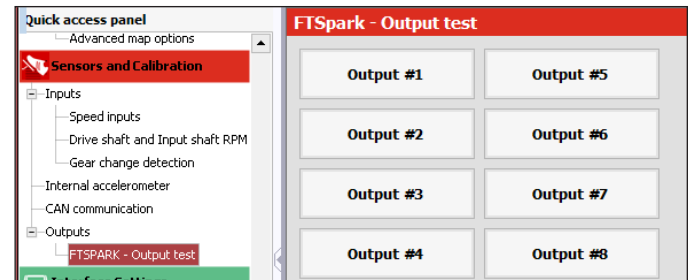 Quick access panel
Advanced map options
Sensors and Calibration
Inputs
Speed inputs
Drive shaft and Input shaft RPM
Gear change detection
Internal accelerometer
CAN communication
Outputs
FTSPARK - Output test
Interface Settings
FTSpark - Output test
Output #1 Output #5
Output #2 Output #6
Output #3 Output #7
Output #4 Output #8